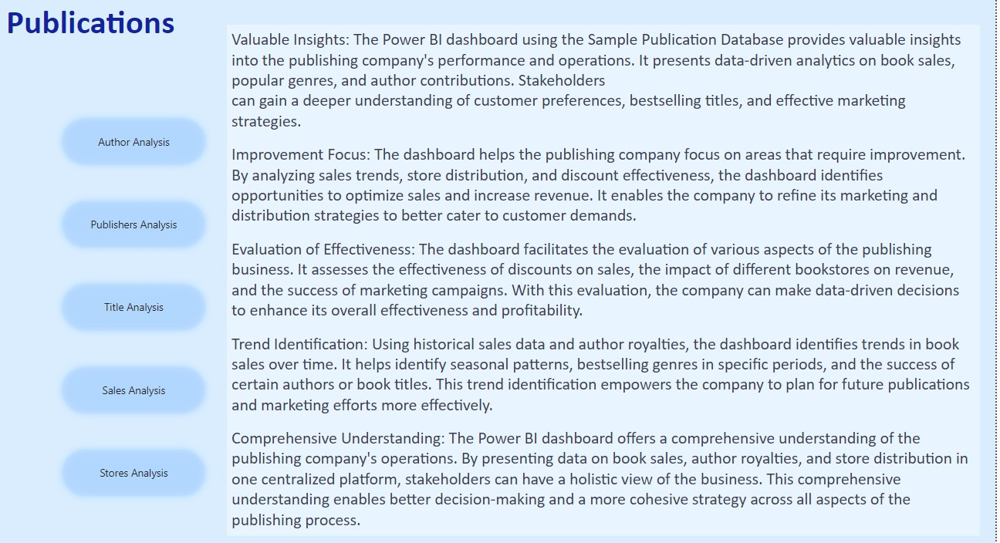 Publications
Author Analysis
Publishers Analysis
Title Analysis
Sales Analysis
Stores Analysis
Valuable Insights: The Power BI dashboard using the Sample Publication Database provides valuable insights
into the publishing company's performance and operations. It presents data-driven analytics on book sales,
popular genres, and author contributions. Stakeholders
can gain a deeper understanding of customer preferences, bestselling titles, and effective marketing
strategies.
Improvement Focus: The dashboard helps the publishing company focus on areas that require improvement.
By analyzing sales trends, store distribution, and discount effectiveness, the dashboard identifies
opportunities to optimize sales and increase revenue. It enables the company to refine its marketing and
distribution strategies to better cater to customer demands.
Evaluation of Effectiveness: The dashboard facilitates the evaluation of various aspects of the publishing
business. It assesses the effectiveness of discounts on sales, the impact of different bookstores on revenue,
and the success of marketing campaigns. With this evaluation, the company can make data-driven decisions
to enhance its overall effectiveness and profitability.
Trend Identification: Using historical sales data and author royalties, the dashboard identifies trends in book
sales over time. It helps identify seasonal patterns, bestselling genres in specific periods, and the success of
certain authors or book titles. This trend identification empowers the company to plan for future publications
and marketing efforts more effectively.
Comprehensive Understanding: The Power BI dashboard offers a comprehensive understanding of the
publishing company's operations. By presenting data on book sales, author royalties, and store distribution in
one centralized platform, stakeholders can have a holistic view of the business. This comprehensive
understanding enables better decision-making and a more cohesive strategy across all aspects of the
publishing process.